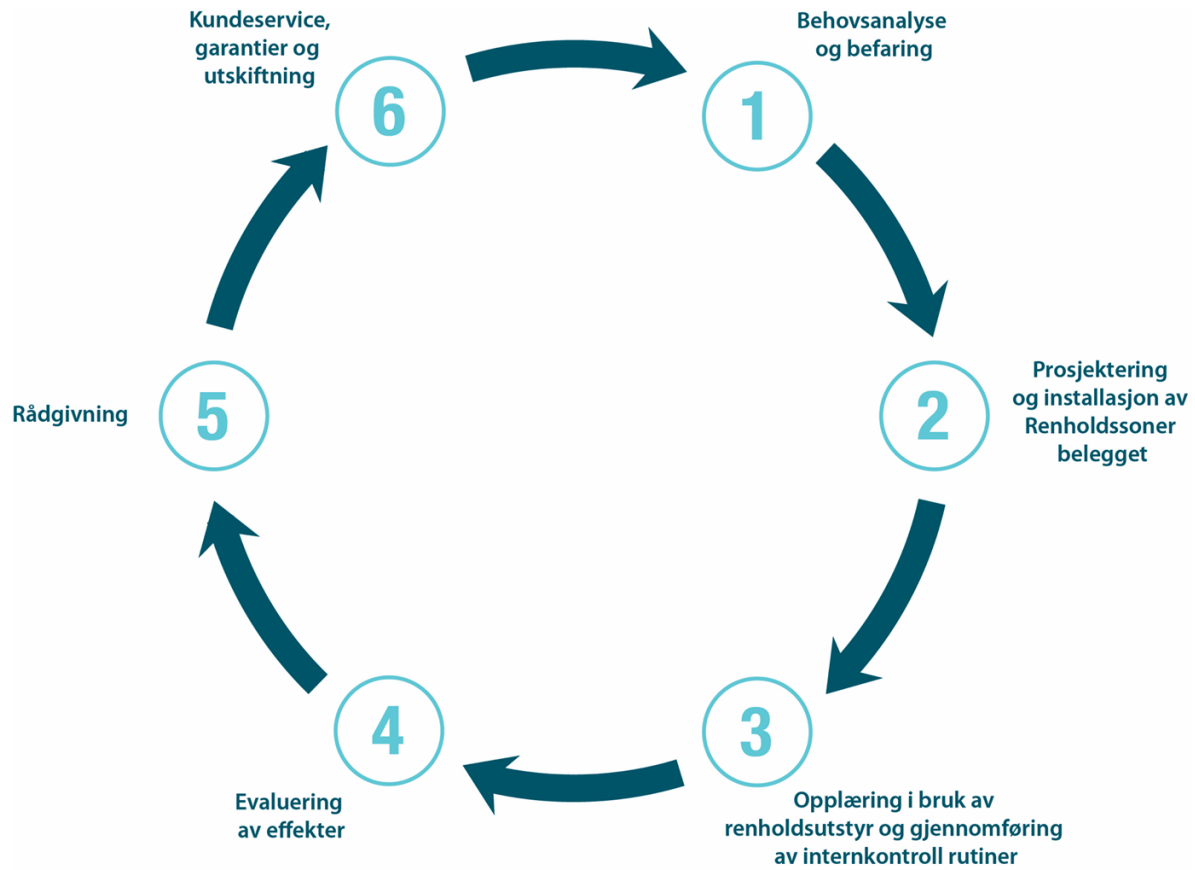 1
Behovsanalyse
og befaring
2
Prosjektering
og installasjon av
Renholdssoner
belegget
3
Opplæring i bruk av
renholdsutstyr og gjennomføring
av internkontroll rutiner
4
Evaluering
av effekter
5
Rådgivning
6
Kundeservice,
garantier og
utskiftning